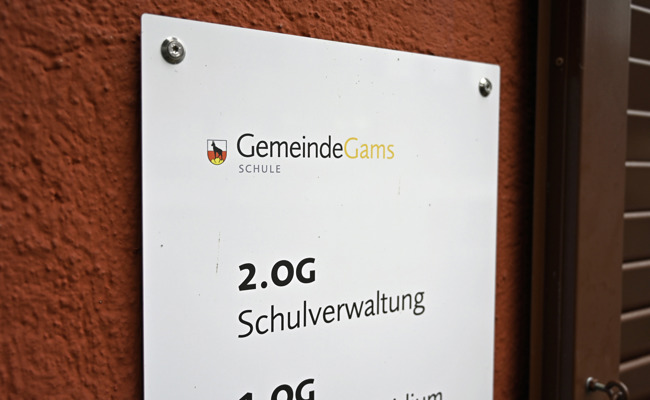 GemeindeGams
SCHULE
2.OG
Schulverwaltung
1.OG